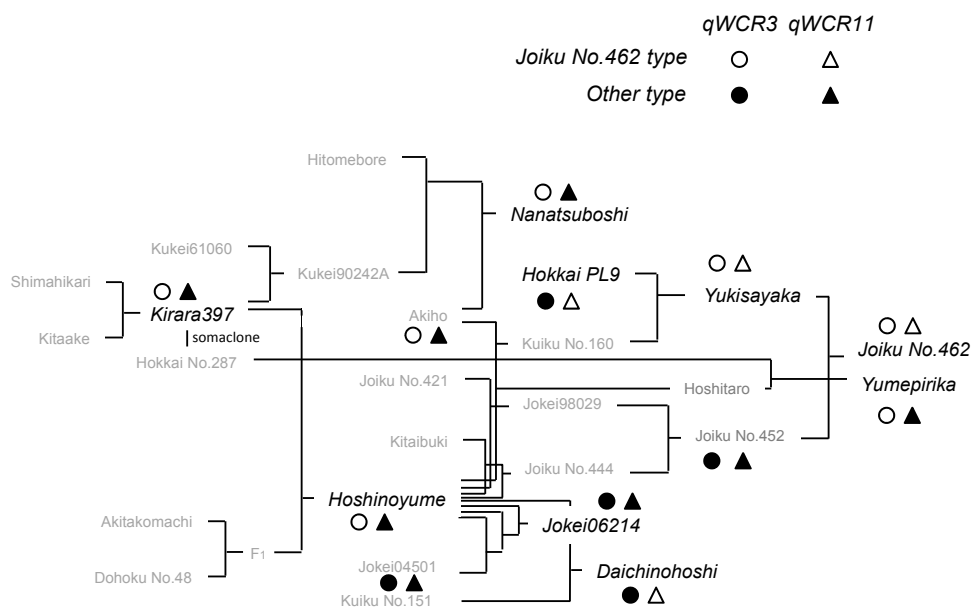 qWCR3 qWCR11
Joiku No.462 type
Other type
Hitomebore
Nanatsuboshi
Kukei61060
Kukei90242A
Shimahikari
Hokkai PL9
Yukisayaka
Kirara397
Akiho
Kitaake
somaclone
Kuiku No.160
Joiku No.462
Hokkai No.287
Joiku No.421
Hoshitaro
Yumepirika
Jokei98029
Kitaibuki
Joiku No.452
Joiku No.444
Hoshinoyume
Akitakomachi
Jokei06214
F1
Jokei04501
Daichinohoshi
Dohoku No.48
Kuiku No.151